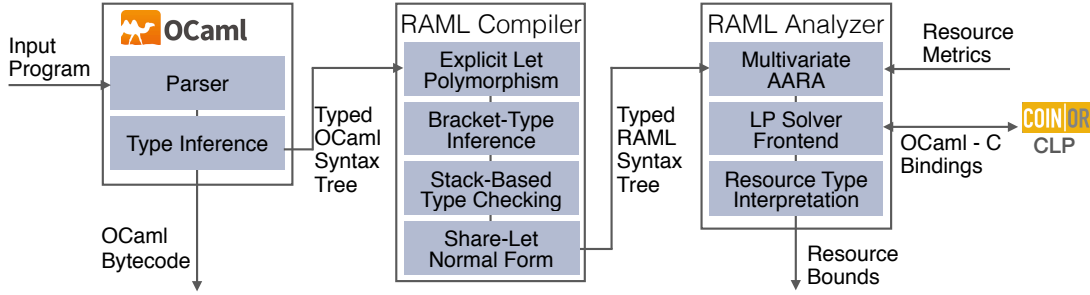 Input
Program
OCaml
Parser
Type Inference
OCaml
Bytecode
Typed
OCaml
Syntax
Tree
RAML Compiler
Explicit Let
Polymorphism
Bracket-Type
Inference
Stack-Based
Type Checking
Share-Let
Normal Form
Typed
RAML
Syntax
Tree
RAML Analyzer
Multivariate
AARA
LP Solver
Frontend
Resource Type
Interpretation
Resource
Metrics
OCaml - C
Bindings
COIN|OR
CLP
Resource
Bounds